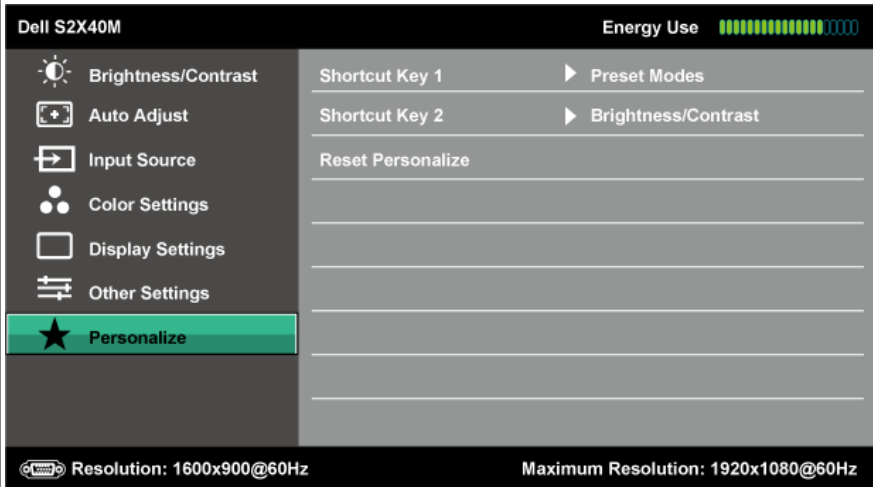 Dell S2X40M Energy Use
Brightness/Contrast Shortcut Key 1 Preset Modes
Auto Adjust Shortcut Key 2 Brightness/Contrast
Input Source Reset Personalize
Color Settings
Display Settings
Other Settings
Personalize
Resolution: 1600x900@60Hz Maximum Resolution: 1920x1080@60Hz